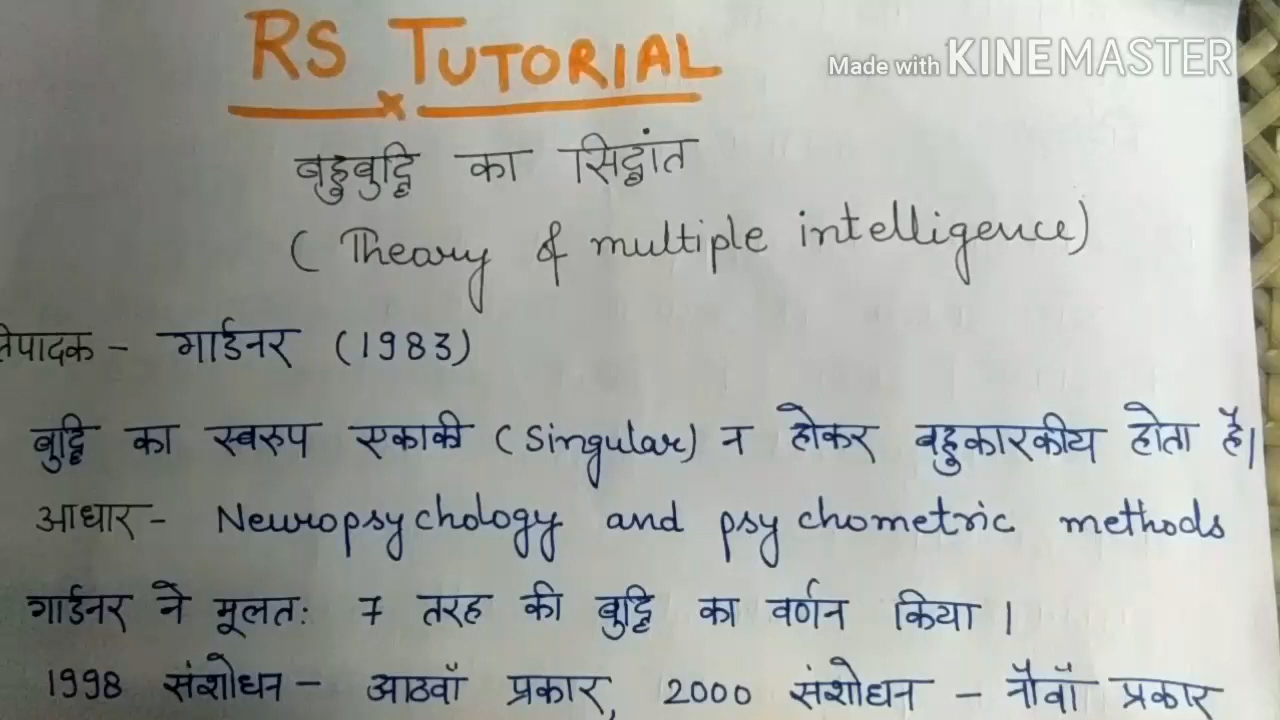 RS TUTORIAL
Made with KINEMASTER
बहुबुद्धि का सिद्धांत
( Theory of multiple intelligence)
तिपादक - गार्डनर (1983)
बुद्धि का स्वरुप एकाकी (Singular) न होकर बहुकारकीय होता है।
आधार - Neuropsychology and psychometric methods
गार्डनर ने मूलत: 7 तरह की बुद्धि का वर्णन किया ।
1998 संशोधन - आठवाँ प्रकार, 2000 संशोधन - नौवाँ प्रकार